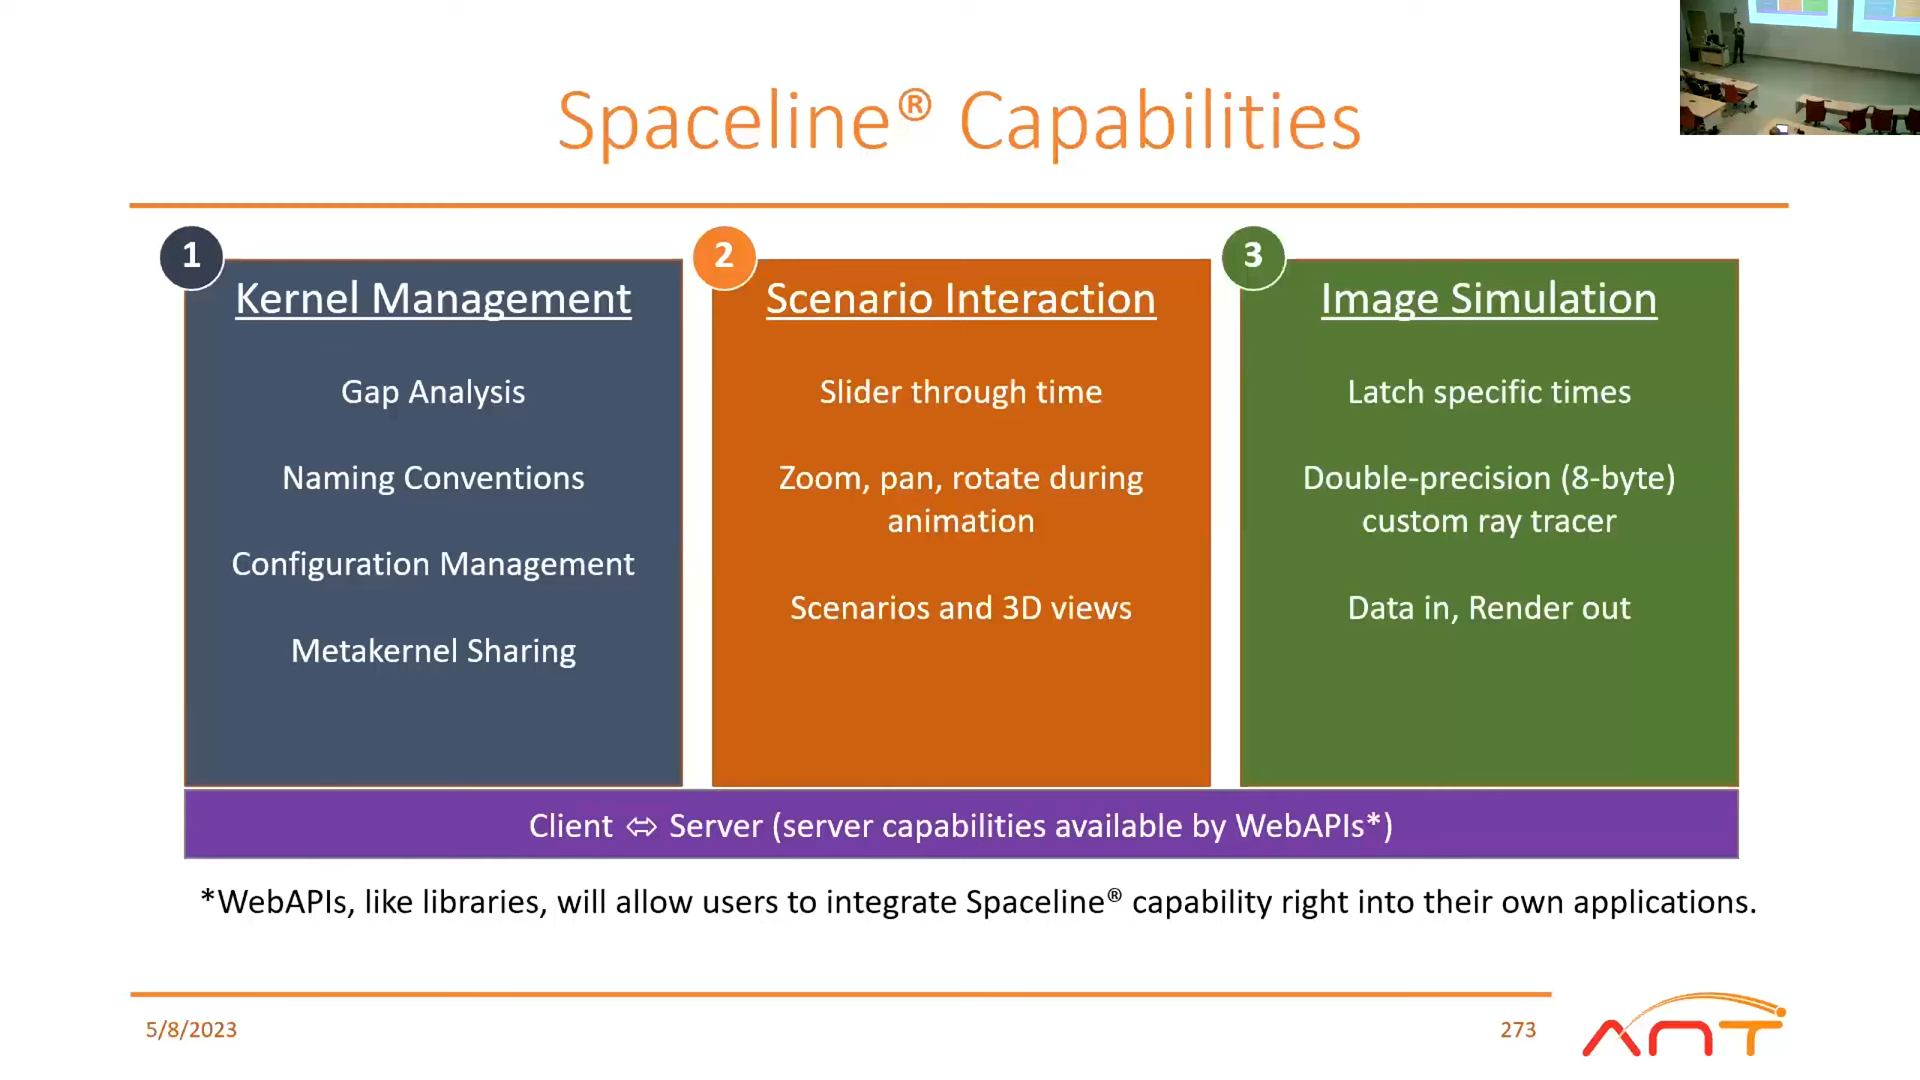 Spaceline® Capabilities
1
Kernel Management
Gap Analysis
Naming Conventions
Configuration Management
Metakernel Sharing
2
Scenario Interaction
Slider through time
Zoom, pan, rotate during
animation
Scenarios and 3D views
3
Image Simulation
Latch specific times
Double-precision (8-byte)
custom ray tracer
Data in, Render out
Client ⬄ Server (server capabilities available by WebAPIs*)
*WebAPIs, like libraries, will allow users to integrate Spaceline® capability right into their own applications.
5/8/2023
273
ANT